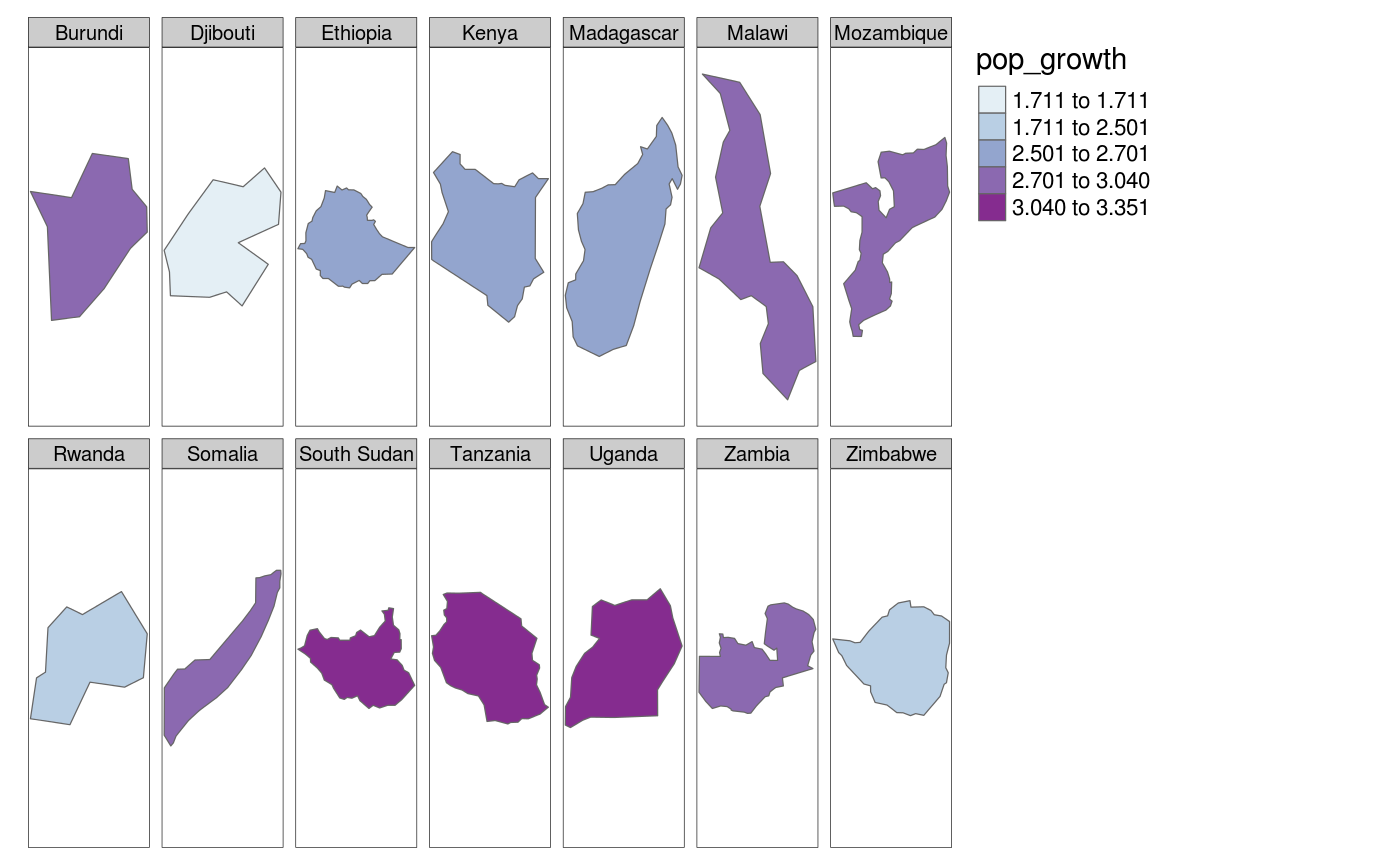 Burundi
Djibouti
Ethiopia
Kenya
Madagascar
Malawi
Mozambique
pop_growth
1.711 to 1.711
1.711 to 2.501
2.501 to 2.701
2.701 to 3.040
3.040 to 3.351
Rwanda
Somalia
South Sudan
Tanzania
Uganda
Zambia
Zimbabwe